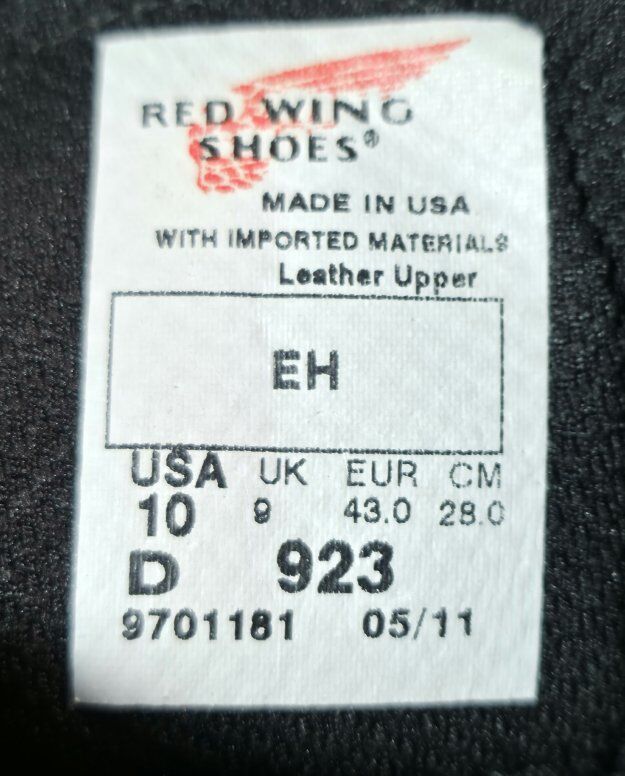 RED WING
SHOES®
MADE IN USA
WITH IMPORTED MATERIALS
Leather Upper
EH
USA UK EUR CM
10 9 43.0 28.0
D 923
9701181 05/11